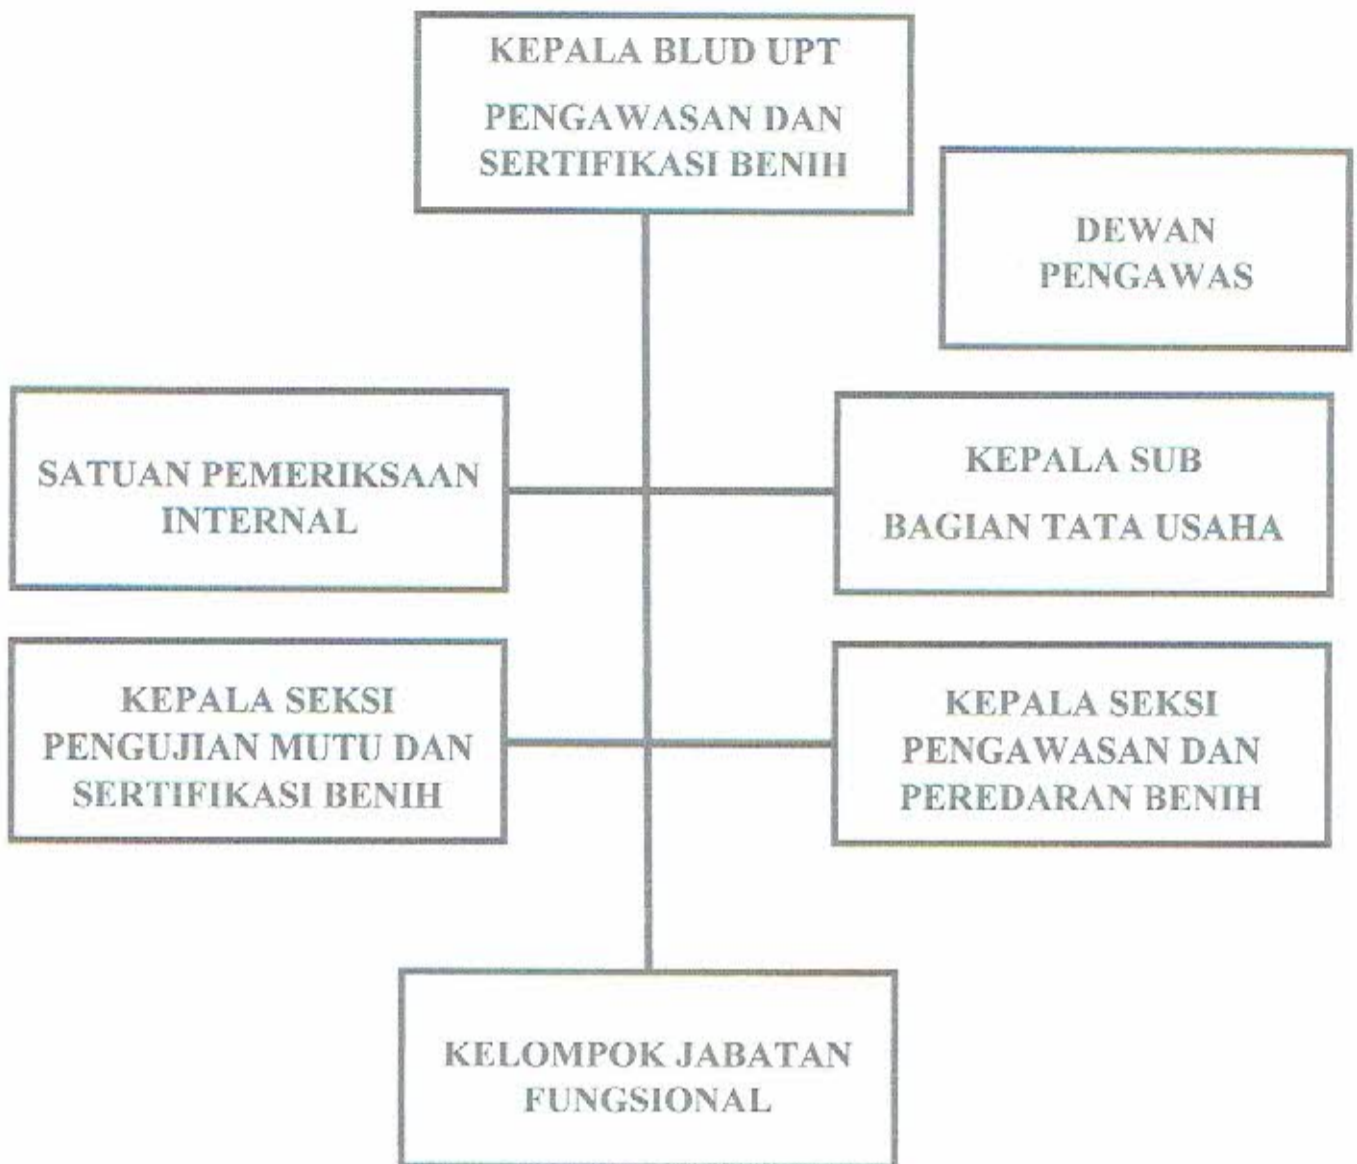 KEPALA BLUD UPT
PENGAWASAN DAN
SERTIFIKASI BENIH
DEWAN
PENGAWAS
SATUAN PEMERIKSAAN
INTERNAL
KEPALA SUB
BAGIAN TATA USAHA
KEPALA SEKSI
PENGUJIAN MUTU DAN
SERTIFIKASI BENIH
KEPALA SEKSI
PENGAWASAN DAN
PEREDARAN BENIH
KELOMPOK JABATAN
FUNGSIONAL